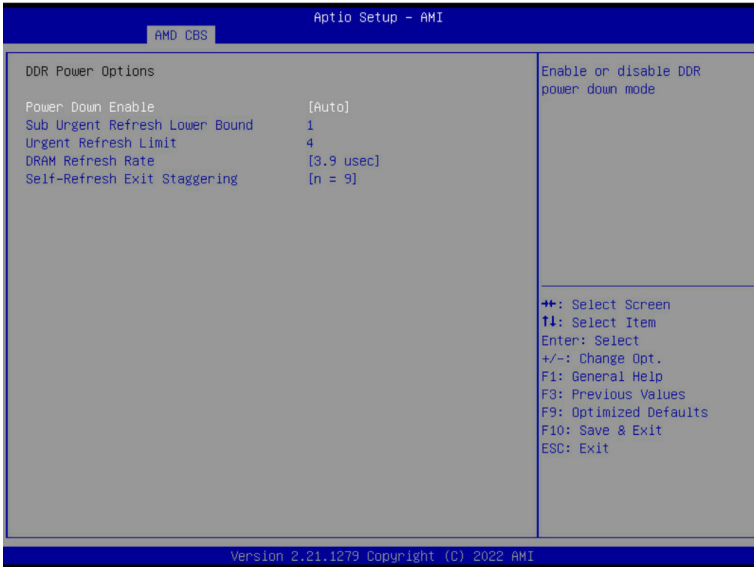 Aptio Setup - AMI
AMD CBS
DDR Power Options
Power Down Enable [Auto]
Sub Urgent Refresh Lower Bound 1
Urgent Refresh Limit 4
DRAM Refresh Rate [3.9 usec]
Self-Refresh Exit Staggering [n = 9]
Enable or disable DDR
power down mode
→←: Select Screen
↑↓: Select Item
Enter: Select
+/-: Change Opt.
F1: General Help
F3: Previous Values
F9: Optimized Defaults
F10: Save & Exit
ESC: Exit
Version 2.21.1279 Copyright (C) 2022 AMI